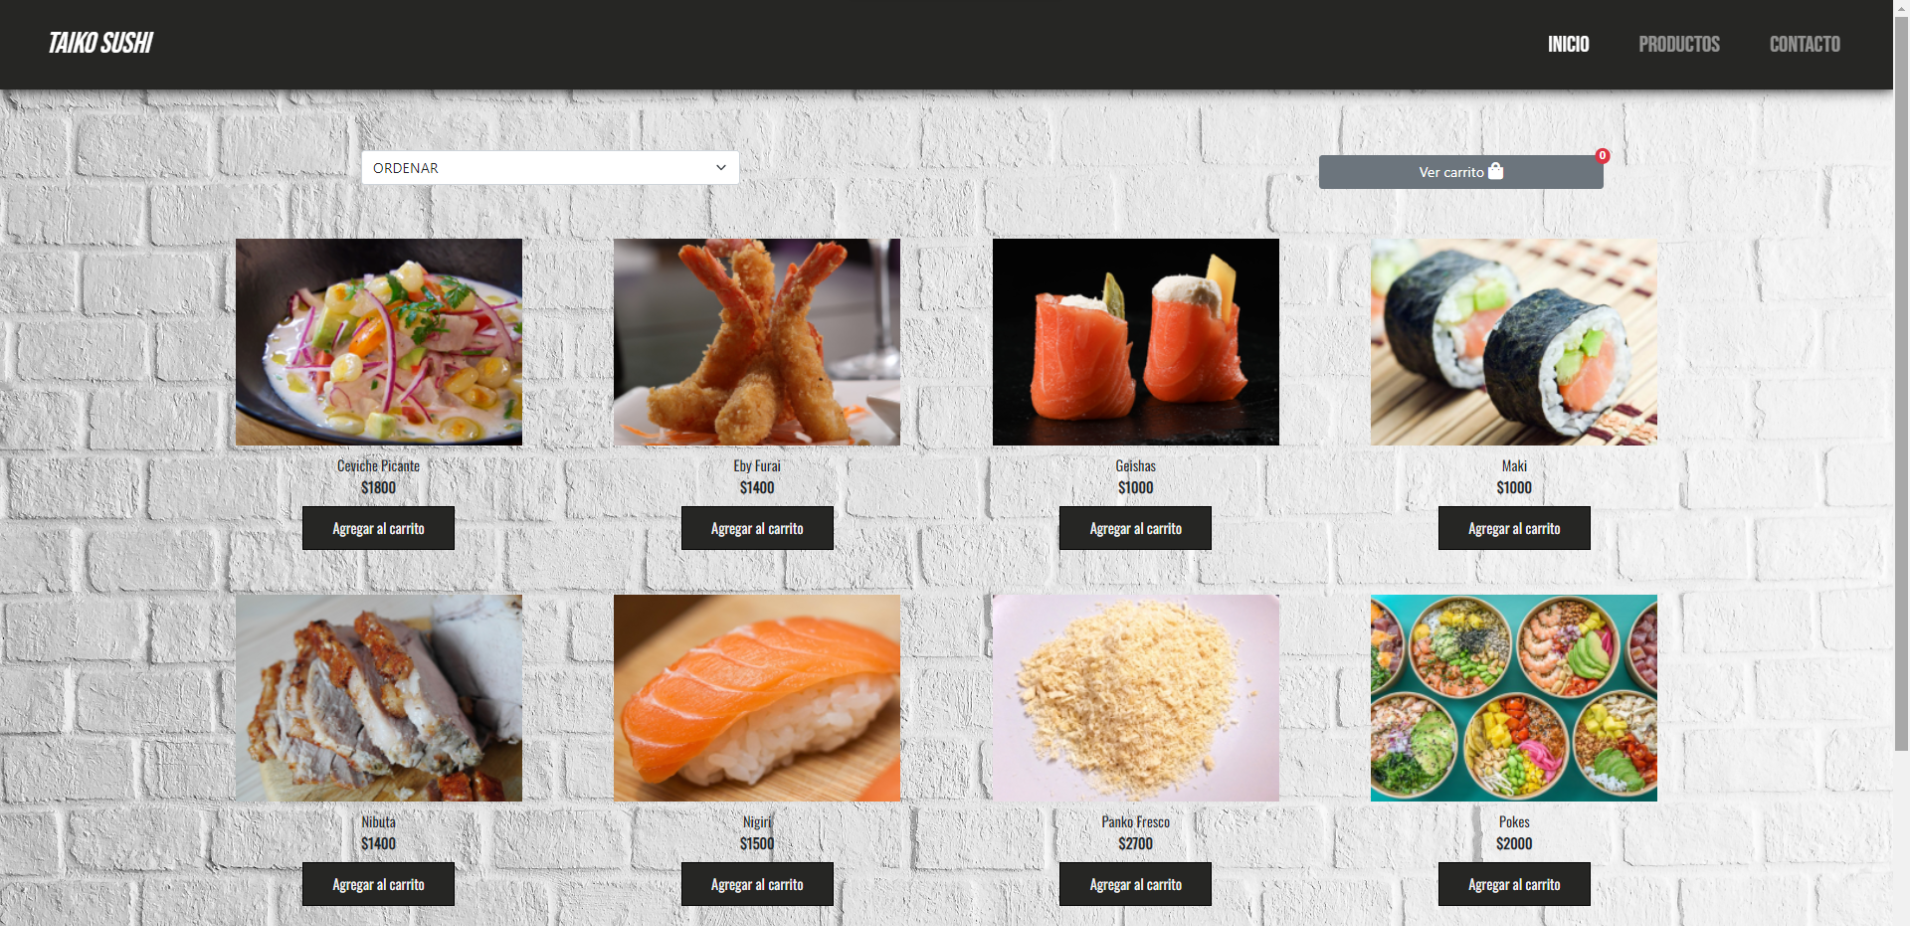 TAIKO SUSHI
INICIO
PRODUCTOS
CONTACTO
ORDENAR
Ver carrito
0
Ceviche Picante
$1800
Agregar al carrito
Eby Furai
$1400
Agregar al carrito
Geishas
$1000
Agregar al carrito
Maki
$1000
Agregar al carrito
Nibuta
$1400
Agregar al carrito
Nigiri
$1500
Agregar al carrito
Panko Fresco
$2700
Agregar al carrito
Pokes
$2000
Agregar al carrito